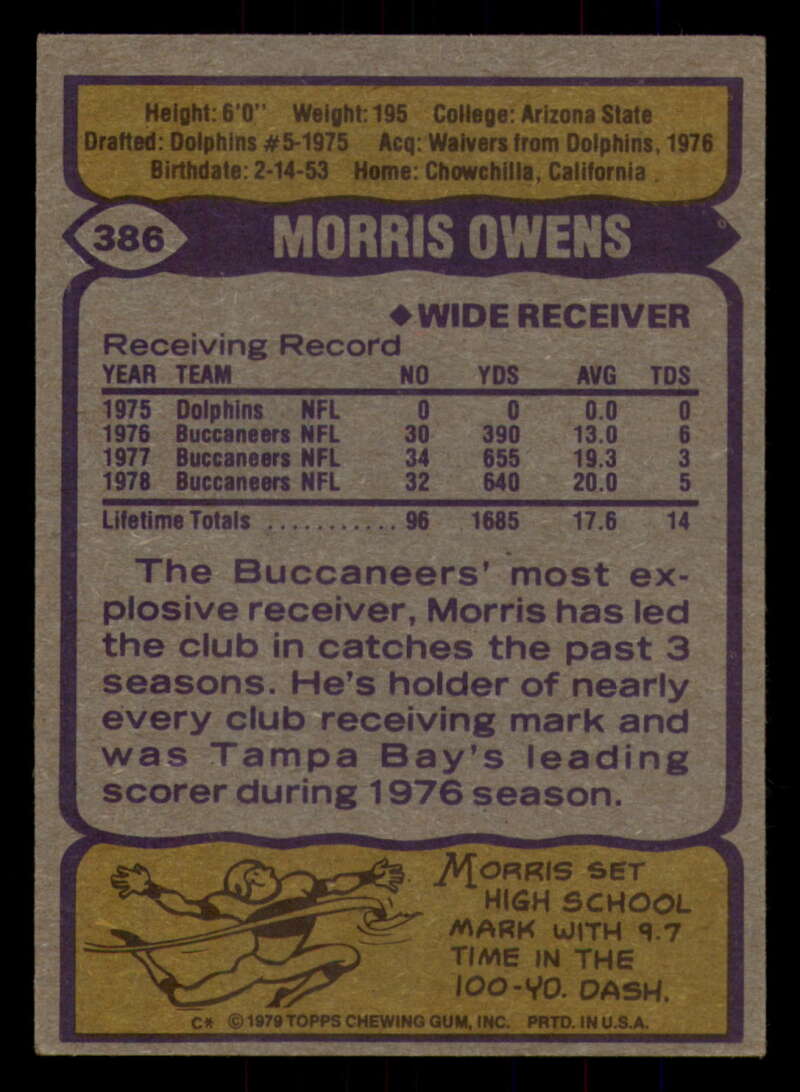 Height: 6'0" Weight: 195 College: Arizona State
Drafted: Dolphins #5-1975 Acq: Waivers from Dolphins, 1976
Birthdate: 2-14-53 Home: Chowchilla, California
386 MORRIS OWENS
◆WIDE RECEIVER
Receiving Record
YEAR TEAM NO YDS AVG TDS
1975 Dolphins NFL 0 0 0.0 0
1976 Buccaneers NFL 30 390 13.0 6
1977 Buccaneers NFL 34 655 19.3 3
1978 Buccaneers NFL 32 640 20.0 5
Lifetime Totals ........... 96 1685 17.6 14
The Buccaneers' most ex-
plosive receiver, Morris has led
the club in catches the past 3
seasons. He's holder of nearly
every club receiving mark and
was Tampa Bay's leading
scorer during 1976 season.
MORRIS SET
HIGH SCHOOL
MARK WITH 9.7
TIME IN THE
100-YD. DASH.
C* © 1979 TOPPS CHEWING GUM, INC. PRTD. IN U.S.A.